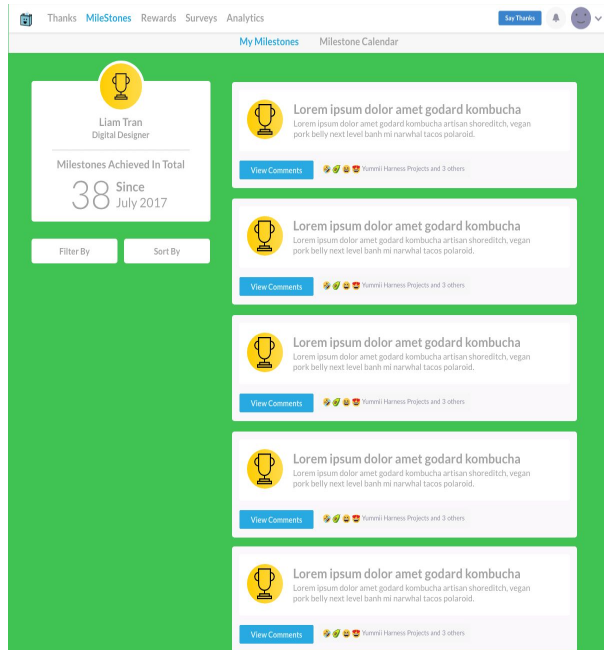 Thanks MileStones Rewards Surveys Analytics
Say Thanks
My Milestones Milestone Calendar
Liam Tran
Digital Designer
Milestones Achieved In Total
38 Since
July 2017
Filter By
Sort By
Lorem ipsum dolor amet godard kombucha
Lorem ipsum dolor amet godard kombucha artisan shoreditch, vegan
pork belly next level banh mi narwhal tacos polaroid.
View Comments
Yummii Harness Projects and 3 others
Lorem ipsum dolor amet godard kombucha
Lorem ipsum dolor amet godard kombucha artisan shoreditch, vegan
pork belly next level banh mi narwhal tacos polaroid.
View Comments
Yummii Harness Projects and 3 others
Lorem ipsum dolor amet godard kombucha
Lorem ipsum dolor amet godard kombucha artisan shoreditch, vegan
pork belly next level banh mi narwhal tacos polaroid.
View Comments
Yummii Harness Projects and 3 others
Lorem ipsum dolor amet godard kombucha
Lorem ipsum dolor amet godard kombucha artisan shoreditch, vegan
pork belly next level banh mi narwhal tacos polaroid.
View Comments
Yummii Harness Projects and 3 others
Lorem ipsum dolor amet godard kombucha
Lorem ipsum dolor amet godard kombucha artisan shoreditch, vegan
pork belly next level banh mi narwhal tacos polaroid.
View Comments
Yummii Harness Projects and 3 others